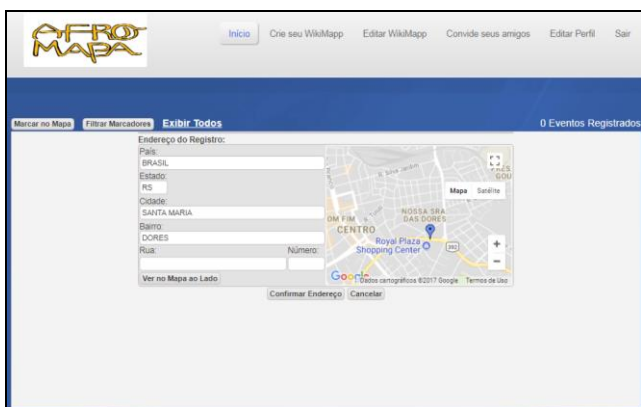 AFROS
MAPA
Início Crie seu WikiMapp Editar WikiMapp Convide seus amigos Editar Perfil Sair
Marcar no Mapa Filtrar Marcadores Exibir Todos 0 Eventos Registrados
Endereço do Registro:
País:
BRASIL
Estado:
RS
Cidade:
SANTA MARIA
Bairro:
DORES
Rua: Número:
Ver no Mapa ao Lado
Mapa Satélite
OM FIM
NOSSA SRA
DAS DORES
CENTRO
Royal Plaza
Shopping Center
Google
Dados cartográficos ©2017 Google Termos de Uso
Confirmar Endereço Cancelar